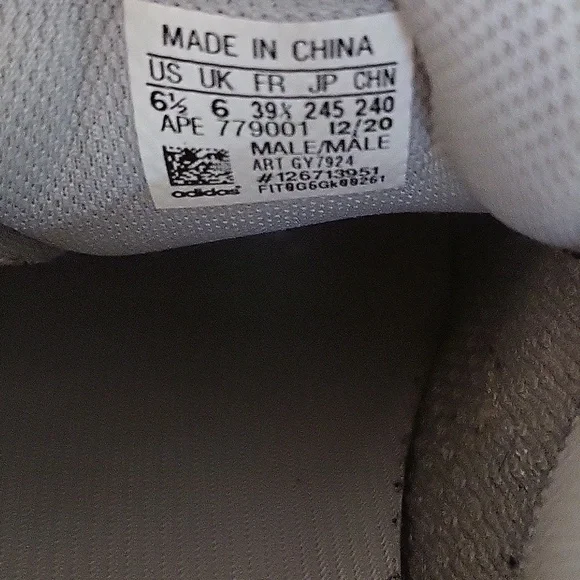 MADE IN CHINA
US UK FR JP CHN
6½ 6 39⅓ 245 240
APE 779001 12/20
MALE/MÂLE
ART GY7924
#126713951
adidas